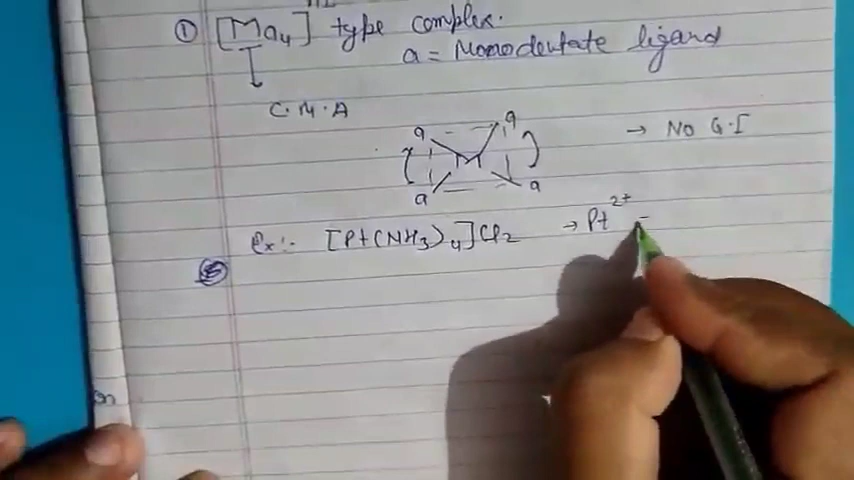 ① [Ma4] type complex.
a = Monodentate ligand
C.M.A
a a → No G.I
a a
Ex:- [Pt(NH3)4]Cl2 → Pt2+ =